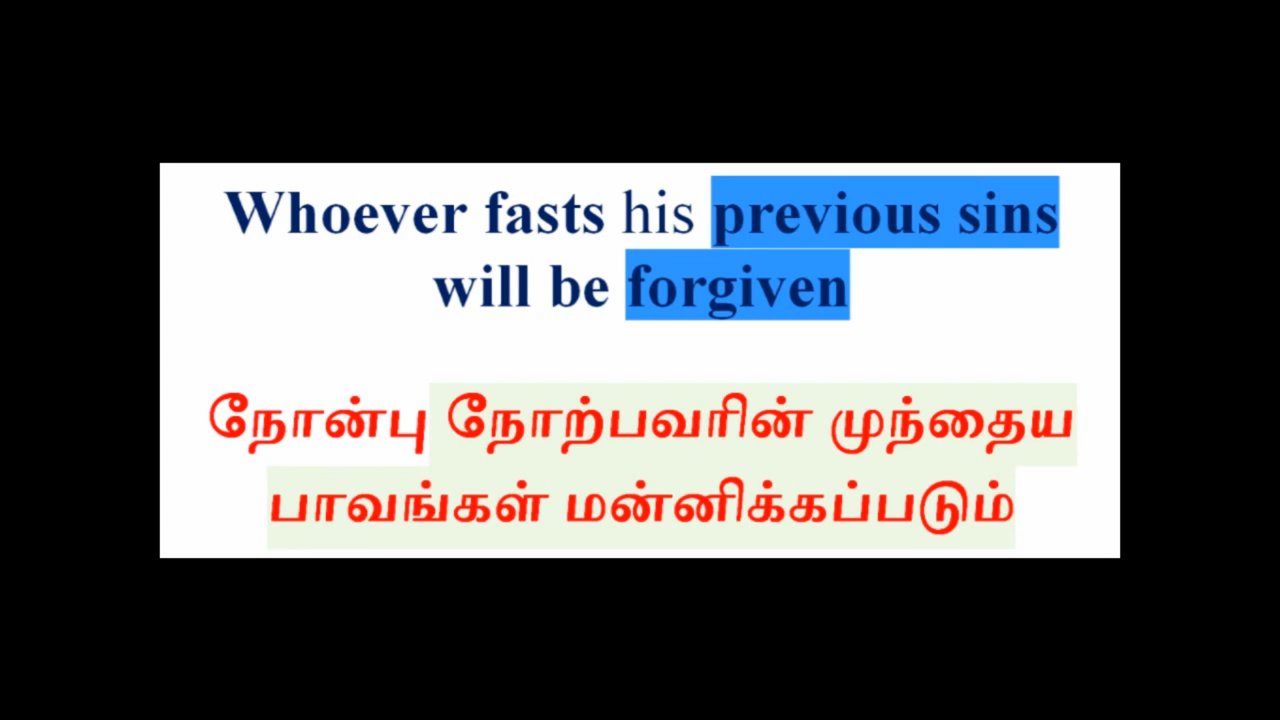 Whoever fasts his previous sins
will be forgiven
நோன்பு நோற்பவரின் முந்தைய
பாவங்கள் மன்னிக்கப்படும்